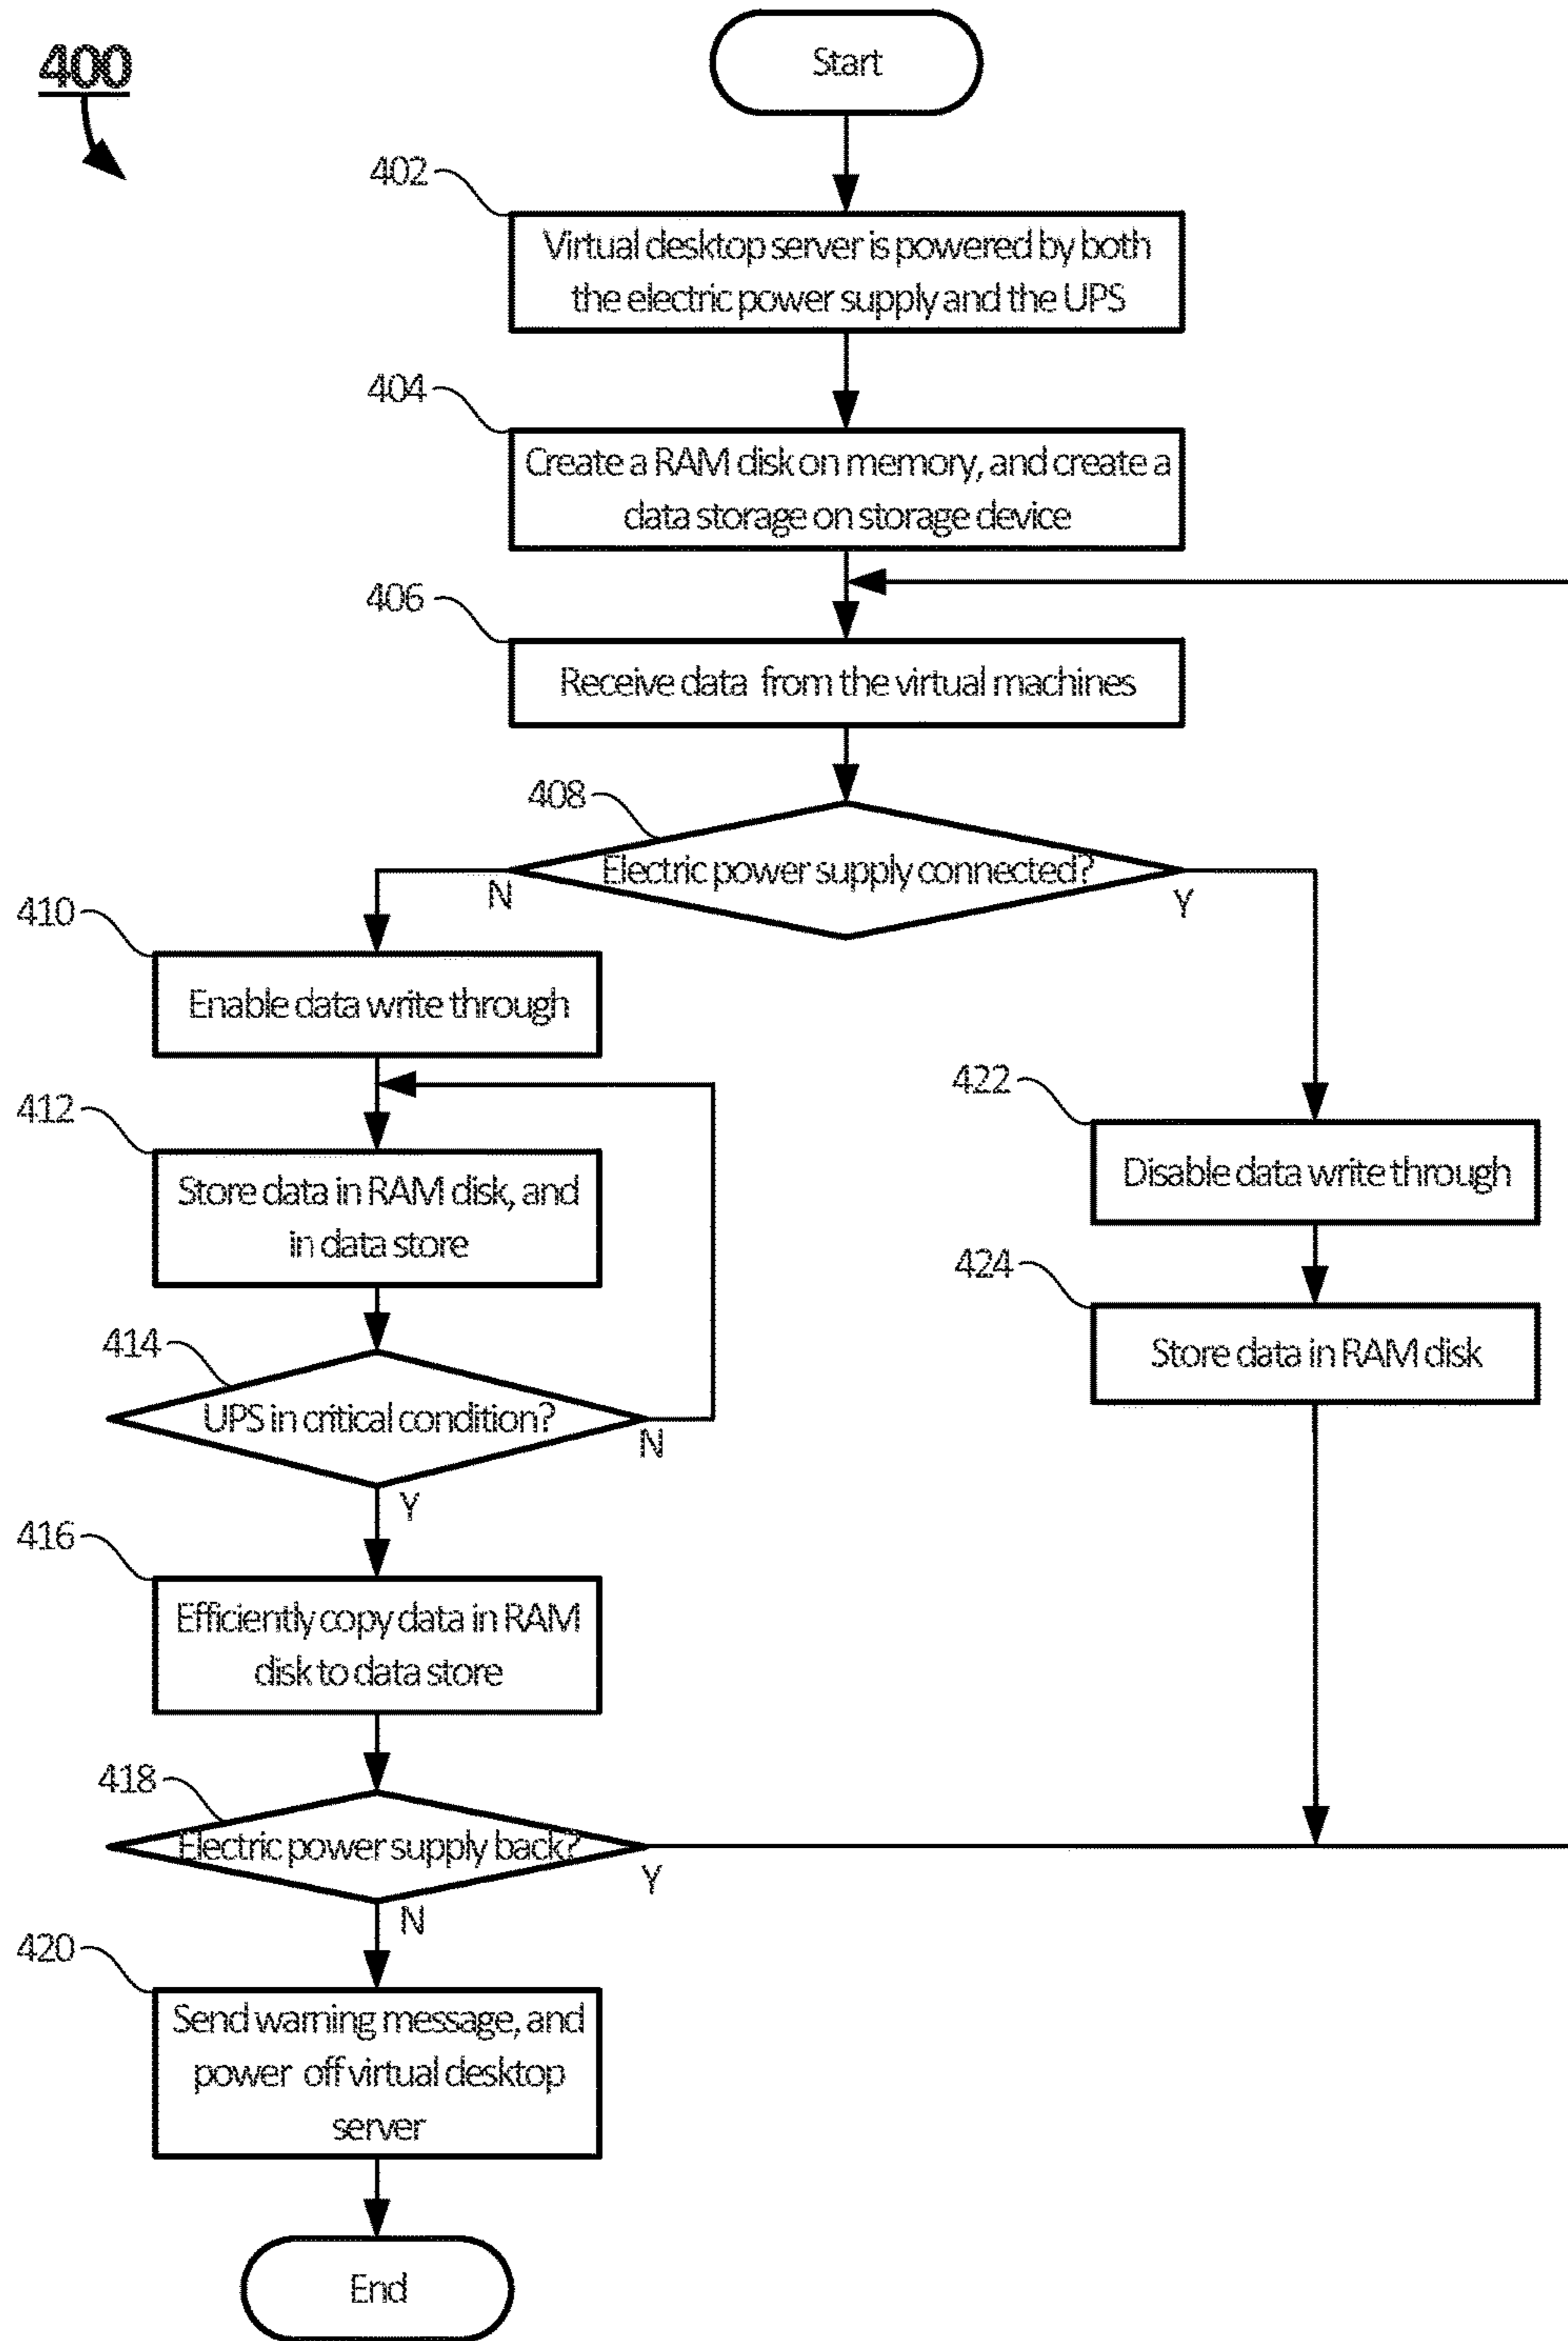 400
Start
402
Virtual desktop server is powered by both
the electric power supply and the UPS
404
Create a RAM disk on memory, and create a
data storage on storage device
406
Receive data from the virtual machines
408
Electric power supply connected?
N
Y
410
Enable data write through
412
Store data in RAM disk, and
in data store
414
UPS in critical condition?
N
Y
416
Efficiently copy data in RAM
disk to data store
418
Electric power supply back?
Y
N
420
Send warning message, and
power off virtual desktop
server
End
422
Disable data write through
424
Store data in RAM disk